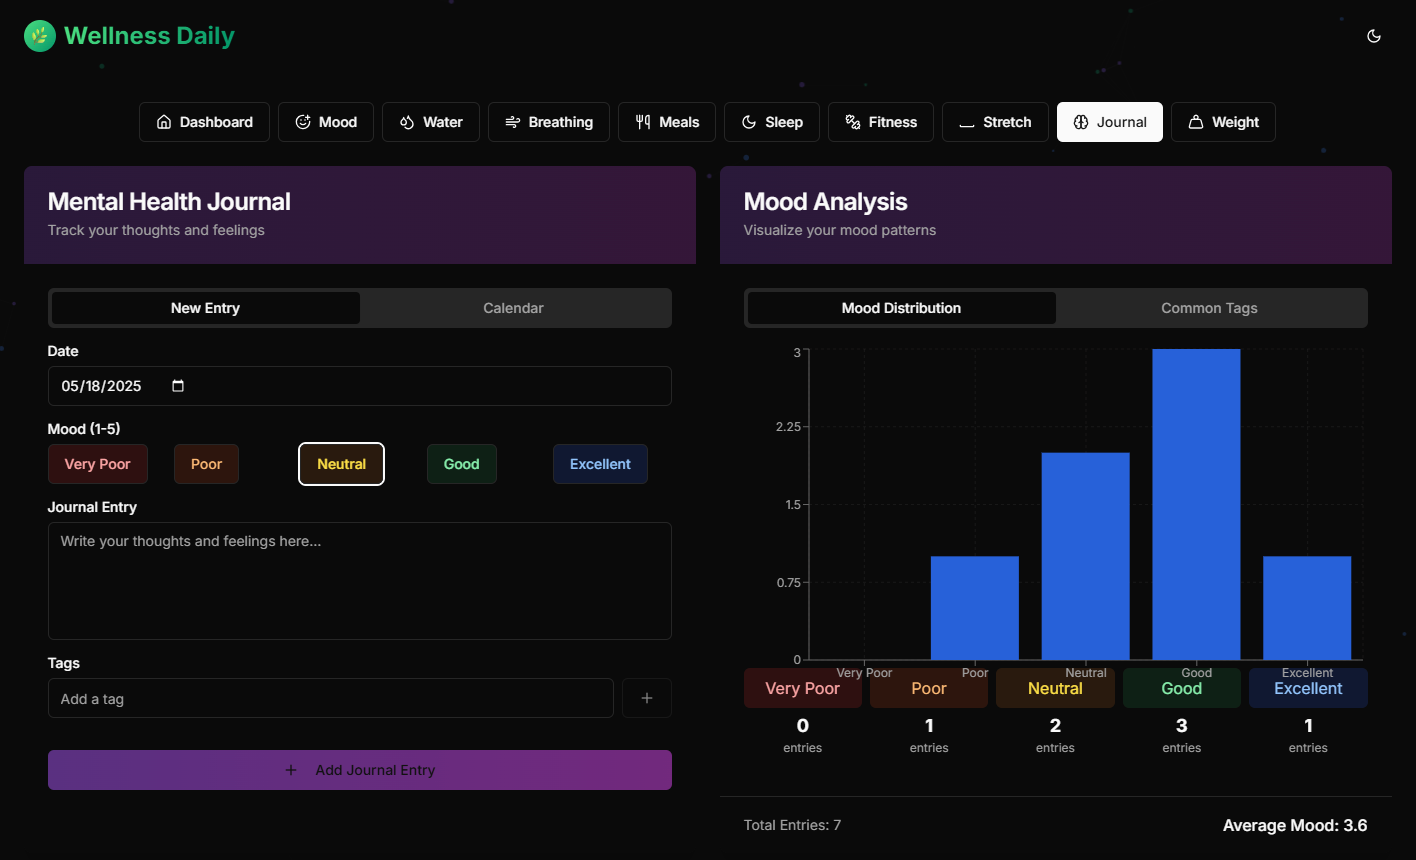 Wellness Daily
Dashboard Mood Water Breathing Meals Sleep Fitness Stretch Journal Weight
Mental Health Journal
Track your thoughts and feelings
New Entry Calendar
Date
05/18/2025
Mood (1-5)
Very Poor Poor Neutral Good Excellent
Journal Entry
Write your thoughts and feelings here...
Tags
Add a tag
+
+ Add Journal Entry
Mood Analysis
Visualize your mood patterns
Mood Distribution Common Tags
3
2.25
1.5
0.75
0
Very Poor Poor Neutral Good Excellent
Very Poor Poor Neutral Good Excellent
0 1 2 3 1
entries entries entries entries entries
Total Entries: 7 Average Mood: 3.6